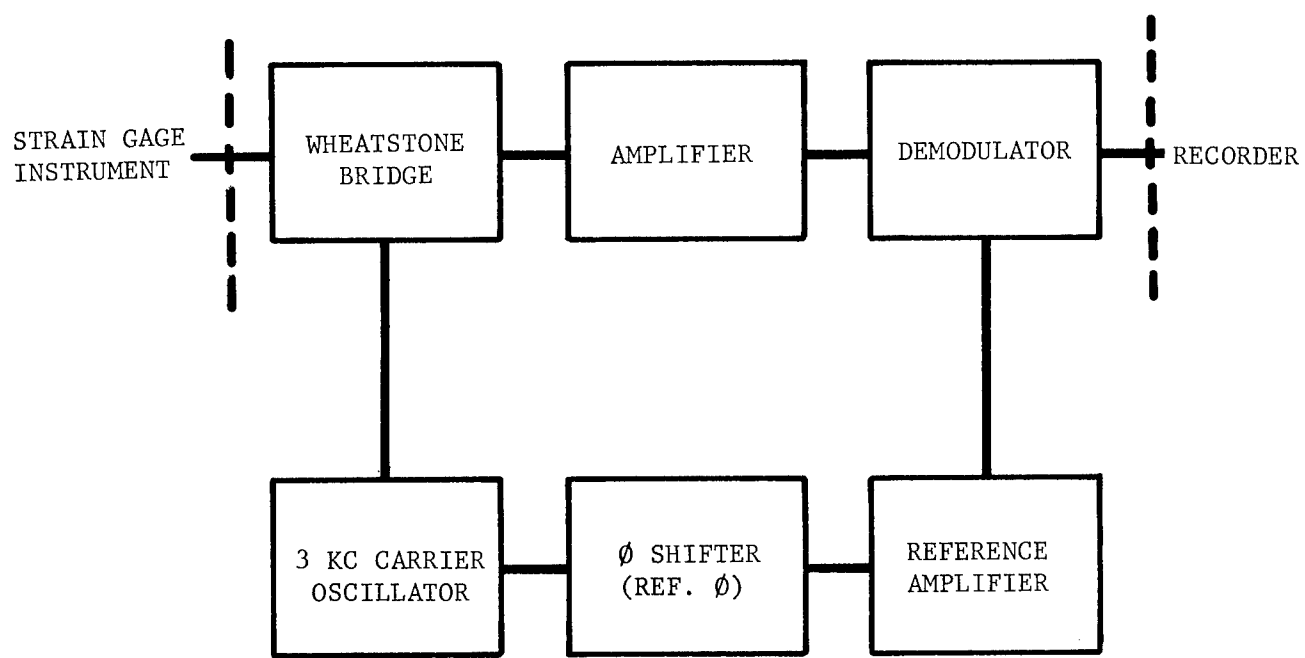 STRAIN GAGE
INSTRUMENT
WHEATSTONE
BRIDGE
AMPLIFIER
DEMODULATOR
RECORDER
3 KC CARRIER
OSCILLATOR
Ø SHIFTER
(REF. Ø)
REFERENCE
AMPLIFIER